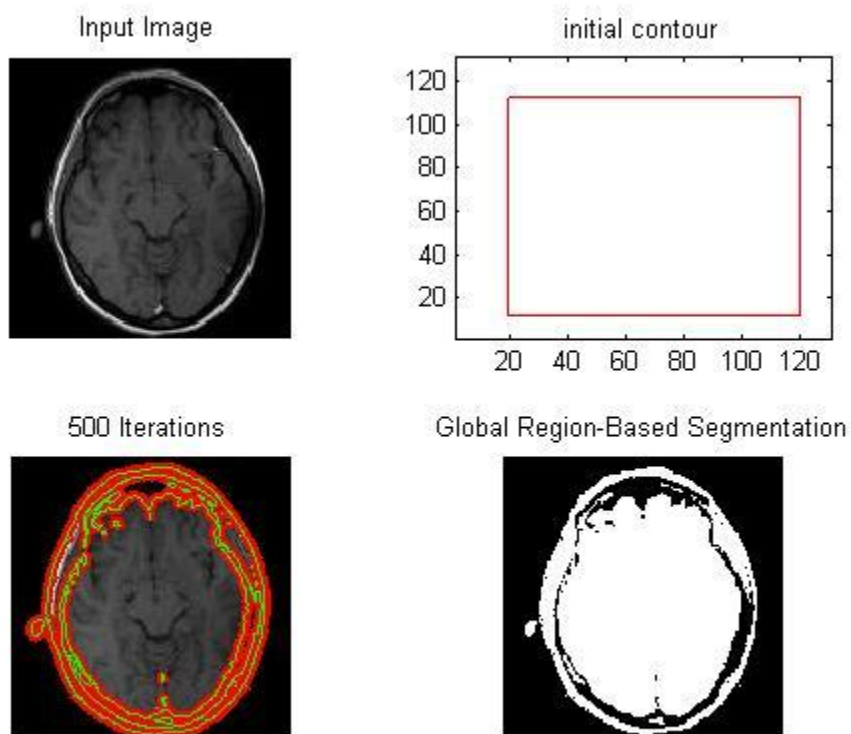 Input Image
initial contour
120
100
80
60
40
20
20 40 60 80 100 120
500 Iterations
Global Region-Based Segmentation